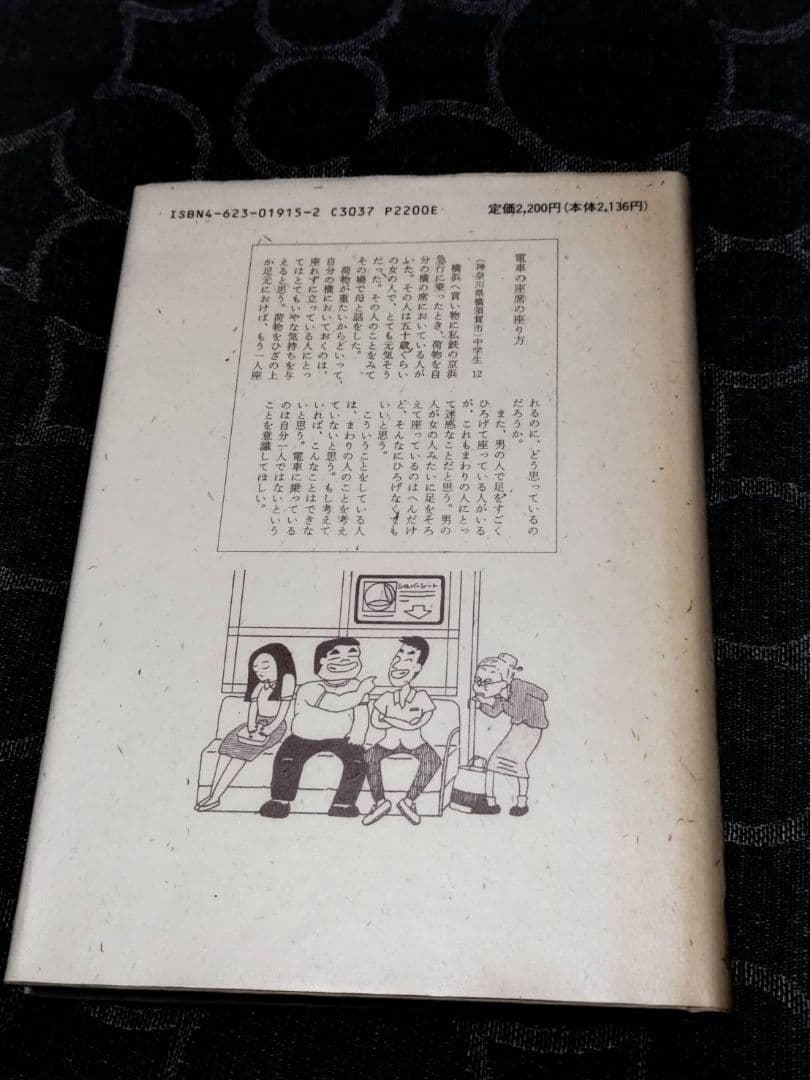 ISBN4-623-01915-2 C3037 P2200E 定価2,200円(本体2,136円)
電車の座席の座り方
(神奈川県横須賀市)中学生 12
横浜へ買い物に私鉄の京浜
急行に乗ったとき、荷物を自
分の横の席においている人が
いた。その人は五十歳ぐらい
の女の人で、とても元気そう
だった。その人のことをみて
その場で母と話をした。
荷物が重たいからといって、
自分の横においておくのは、
座れずに立っている人にとっ
てはとてもいやな気持ちを与
えると思う。荷物をひざの上
か足元におけば、もう一人座
れるのに、どう思っているの
だろうか。
また、男の人で足をすごく
ひろげて座っている人がいる
が、これもまわりの人にとっ
て迷惑なことだと思う。男の
人が女の人みたいに足をそろ
えて座っているのはへんだけ
ど、そんなにひろげなくても
いいと思う。
こういうことをしている人
は、まわりの人のことを考え
ていないと思う。もし考えて
いれば、こんなことはできな
いと思う。電車に乗っている
のは自分一人ではないという
ことを意識してほしい。
シルバーシート